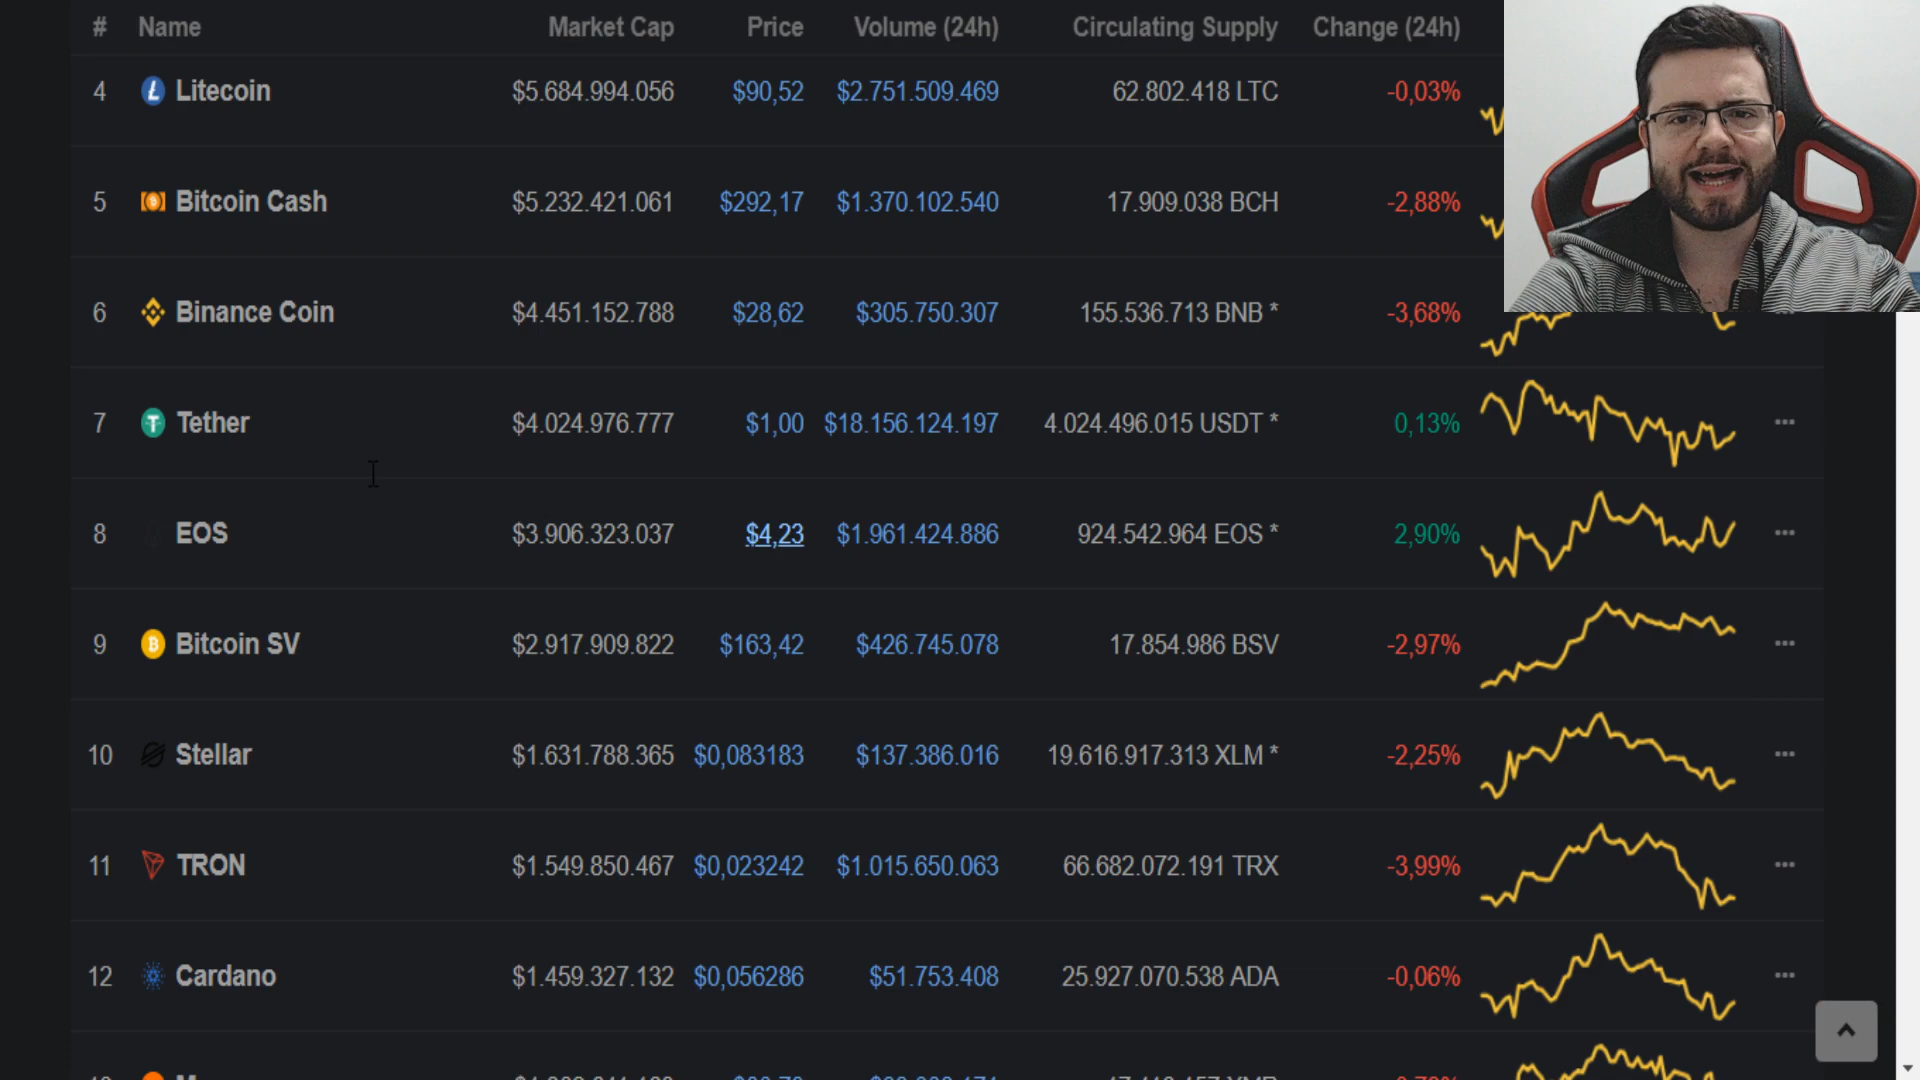 # Name Market Cap Price Volume (24h) Circulating Supply Change (24h)
4 Litecoin $5.684.994.056 $90,52 $2.751.509.469 62.802.418 LTC -0,03%
5 Bitcoin Cash $5.232.421.061 $292,17 $1.370.102.540 17.909.038 BCH -2,88%
6 Binance Coin $4.451.152.788 $28,62 $305.750.307 155.536.713 BNB * -3,68%
7 Tether $4.024.976.777 $1,00 $18.156.124.197 4.024.496.015 USDT * 0,13%
8 EOS $3.906.323.037 $4,23 $1.961.424.886 924.542.964 EOS * 2,90%
9 Bitcoin SV $2.917.909.822 $163,42 $426.745.078 17.854.986 BSV -2,97%
10 Stellar $1.631.788.365 $0,083183 $137.386.016 19.616.917.313 XLM * -2,25%
11 TRON $1.549.850.467 $0,023242 $1.015.650.063 66.682.072.191 TRX -3,99%
12 Cardano $1.459.327.132 $0,056286 $51.753.408 25.927.070.538 ADA -0,06%